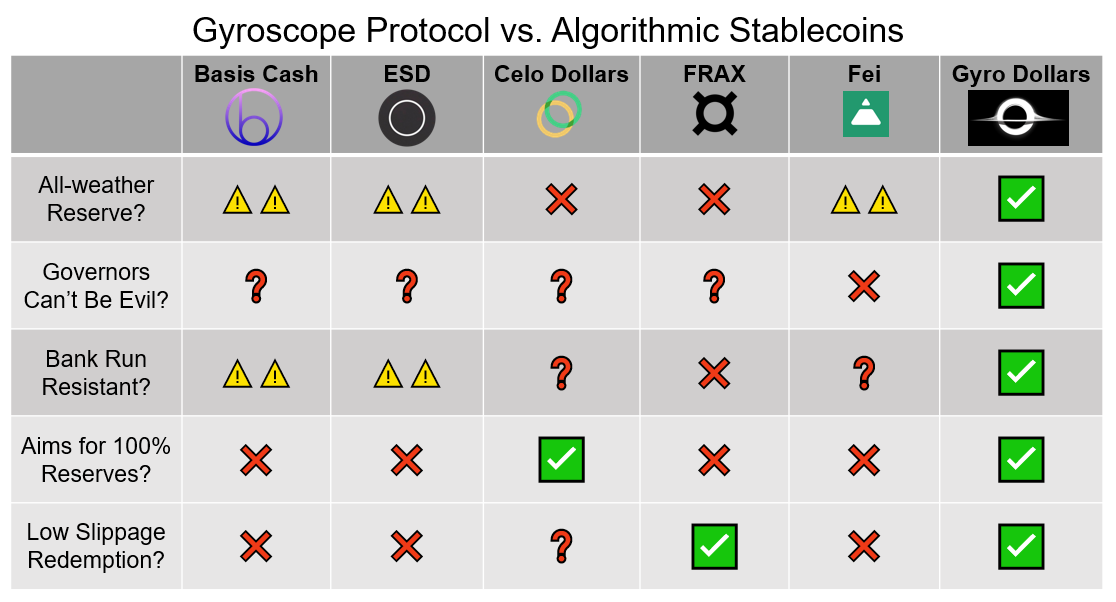 Gyroscope Protocol vs. Algorithmic Stablecoins
Basis Cash
ESD
Celo Dollars
FRAX
Fei
Gyro Dollars
All-weather
Reserve?
Governors
Can't Be Evil?
Bank Run
Resistant?
Aims for 100%
Reserves?
Low Slippage
Redemption?